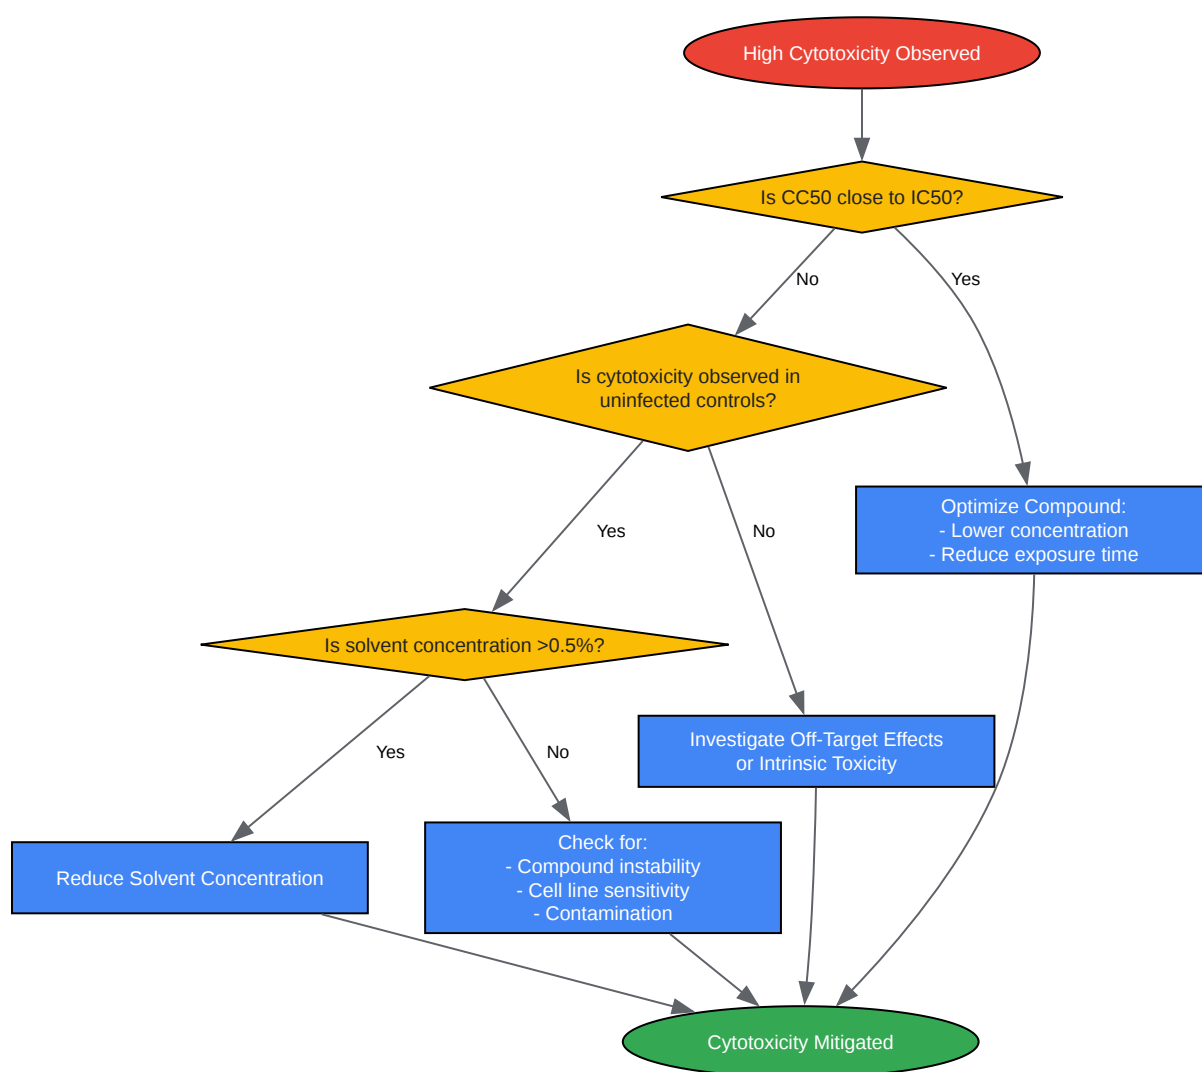 High Cytotoxicity Observed
Is CC50 close to IC50?
No
Yes
Is cytotoxicity observed in
uninfected controls?
Optimize Compound:
- Lower concentration
- Reduce exposure time
Yes
No
Is solvent concentration >0.5%?
Investigate Off-Target Effects
or Intrinsic Toxicity
Yes
No
Check for:
- Compound instability
- Cell line sensitivity
- Contamination
Reduce Solvent Concentration
Cytotoxicity Mitigated